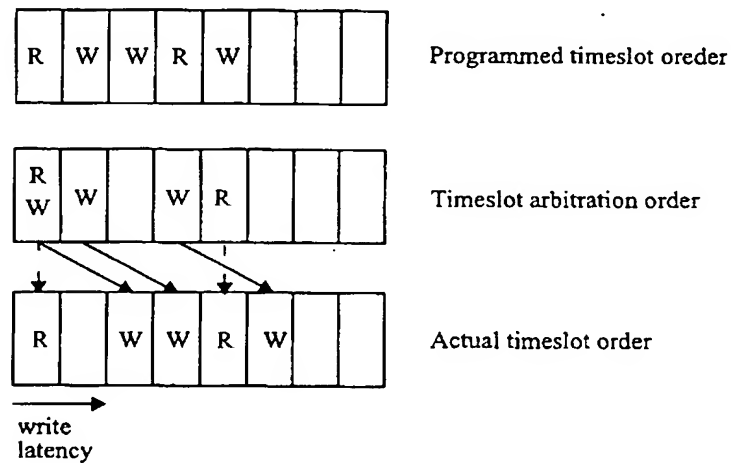 R W W R W
Programmed timeslot oreder
R
W W W R
Timeslot arbitration order
R W W R W
Actual timeslot order
write
latency